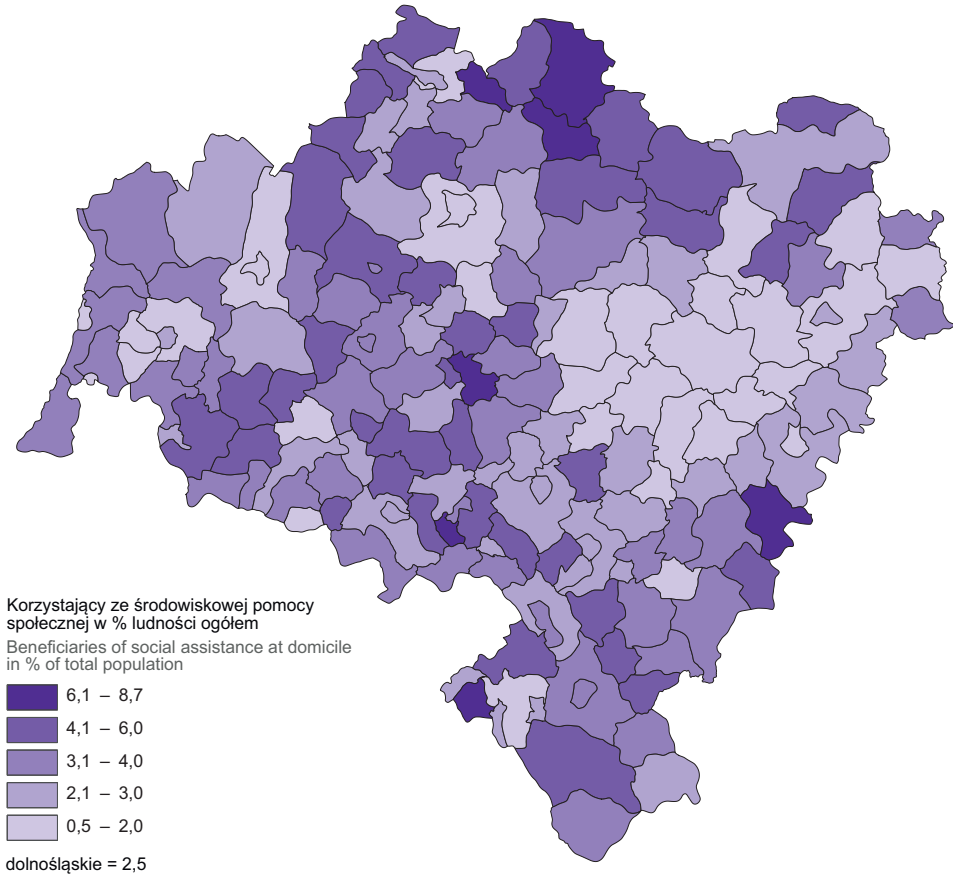 Korzystający ze środowiskowej pomocy
społecznej w % ludności ogółem
Beneficiaries of social assistance at domicile
in % of total population
6,1 – 8,7
4,1 – 6,0
3,1 – 4,0
2,1 – 3,0
0,5 – 2,0
dolnośląskie = 2,5